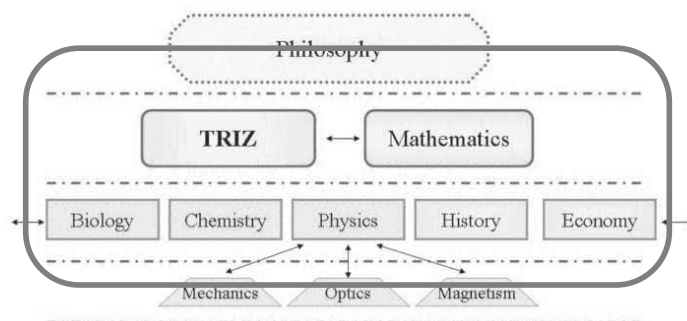 Philosophy
TRIZ Mathematics
Biology Chemistry Physics History Economy
Mechanics Optics Magnetism